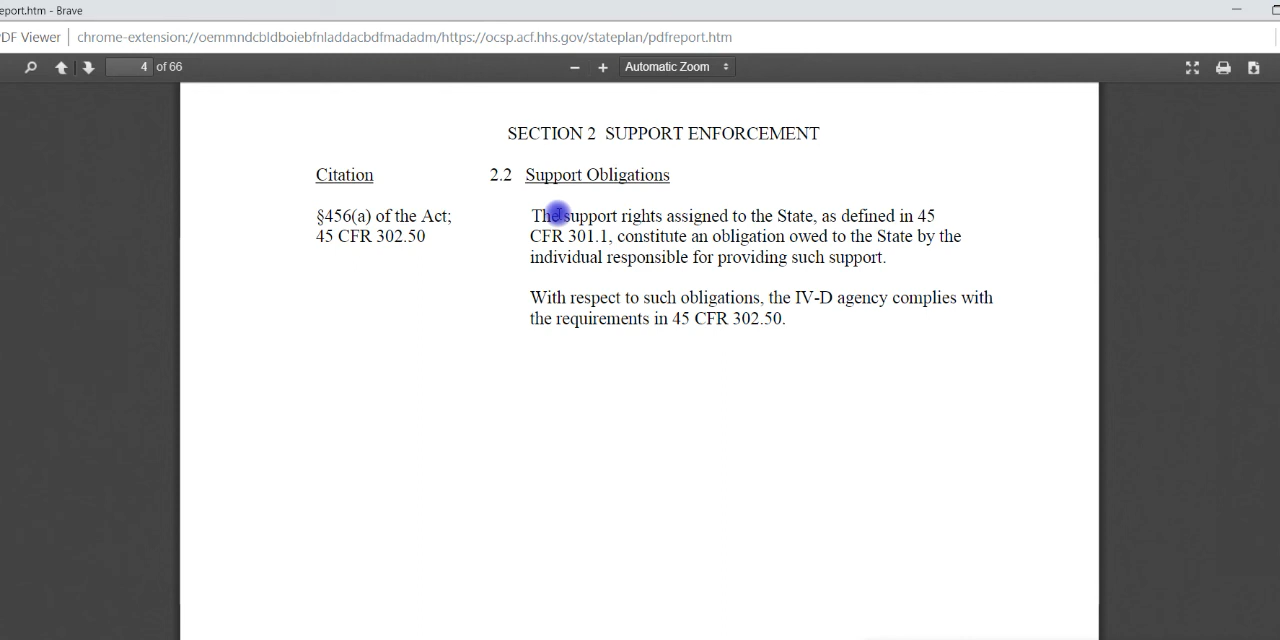 eport.htm - Brave
DF Viewer chrome-extension://oemmndcbldboiebfnladdacbdfmadadm/https://ocsp.acf.hhs.gov/stateplan/pdfreport.htm
4 of 66 Automatic Zoom
SECTION 2 SUPPORT ENFORCEMENT
Citation 2.2 Support Obligations
§456(a) of the Act; The support rights assigned to the State, as defined in 45
45 CFR 302.50 CFR 301.1, constitute an obligation owed to the State by the
individual responsible for providing such support.
With respect to such obligations, the IV-D agency complies with
the requirements in 45 CFR 302.50.